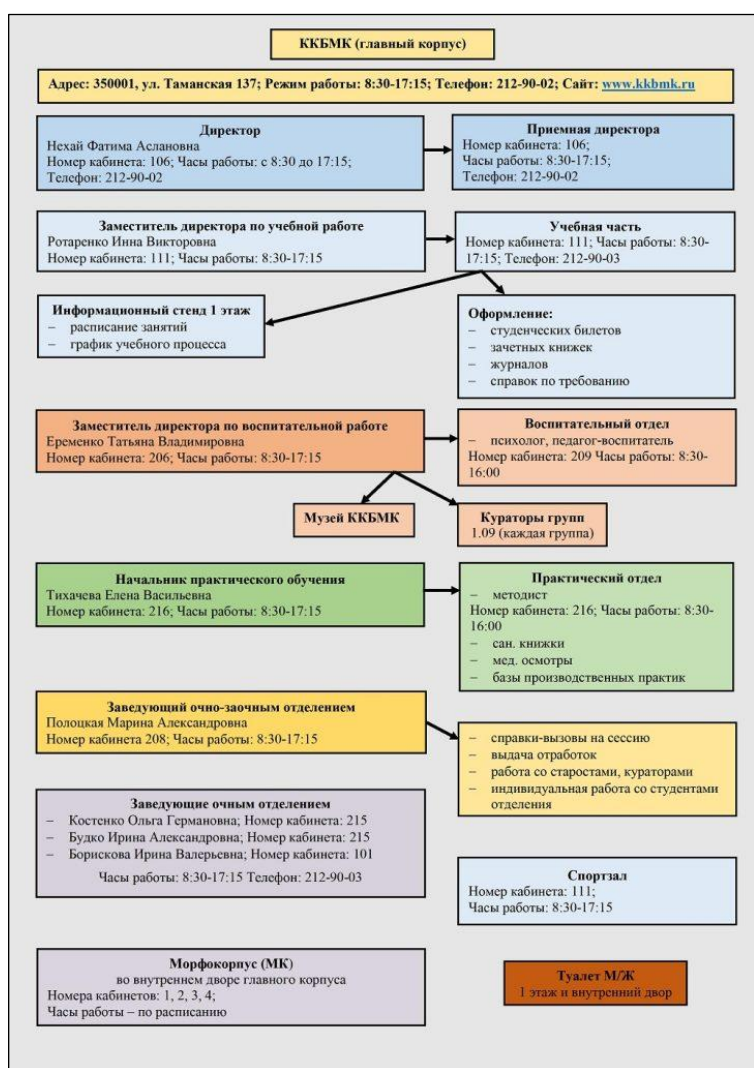 ККБМК (главный корпус)
Адрес: 350001, ул. Таманская 137; Режим работы: 8:30-17:15; Телефон: 212-90-02; Сайт: www.kkbmk.ru
Директор
Нехай Фатима Аслановна
Номер кабинета: 106; Часы работы: с 8:30 до 17:15;
Телефон: 212-90-02
Приемная директора
Номер кабинета: 106;
Часы работы: 8:30-17:15;
Телефон: 212-90-02
Заместитель директора по учебной работе
Ротаренко Инна Викторовна
Номер кабинета: 111; Часы работы: 8:30-17:15
Учебная часть
Номер кабинета: 111; Часы работы: 8:30-
17:15; Телефон: 212-90-03
Информационный стенд 1 этаж
– расписание занятий
– график учебного процесса
Оформление:
– студенческих билетов
– зачетных книжек
– журналов
– справок по требованию
Заместитель директора по воспитательной работе
Еременко Татьяна Владимировна
Номер кабинета: 206; Часы работы: 8:30-17:15
Воспитательный отдел
– психолог, педагог-воспитатель
Номер кабинета: 209 Часы работы: 8:30-
16:00
Музей ККБМК
Кураторы групп
1.09 (каждая группа)
Начальник практического обучения
Тихачева Елена Васильевна
Номер кабинета: 216; Часы работы: 8:30-17:15
Практический отдел
– методист
Номер кабинета: 216; Часы работы: 8:30-
16:00
– сан. книжки
– мед. осмотры
– базы производственных практик
Заведующий очно-заочным отделением
Полоцкая Марина Александровна
Номер кабинета 208; Часы работы: 8:30-17:15
– справки-вызовы на сессию
– выдача отработок
– работа со старостами, кураторами
– индивидуальная работа со студентами
отделения
Заведующие очным отделением
– Костенко Ольга Германовна; Номер кабинета: 215
– Будко Ирина Александровна; Номер кабинета: 215
– Борискова Ирина Валерьевна; Номер кабинета: 101
Часы работы: 8:30-17:15 Телефон: 212-90-03
Спортзал
Номер кабинета: 111;
Часы работы: 8:30-17:15
Морфокорпус (МК)
во внутреннем дворе главного корпуса
Номера кабинетов: 1, 2, 3, 4;
Часы работы – по расписанию
Туалет М/Ж
1 этаж и внутренний двор